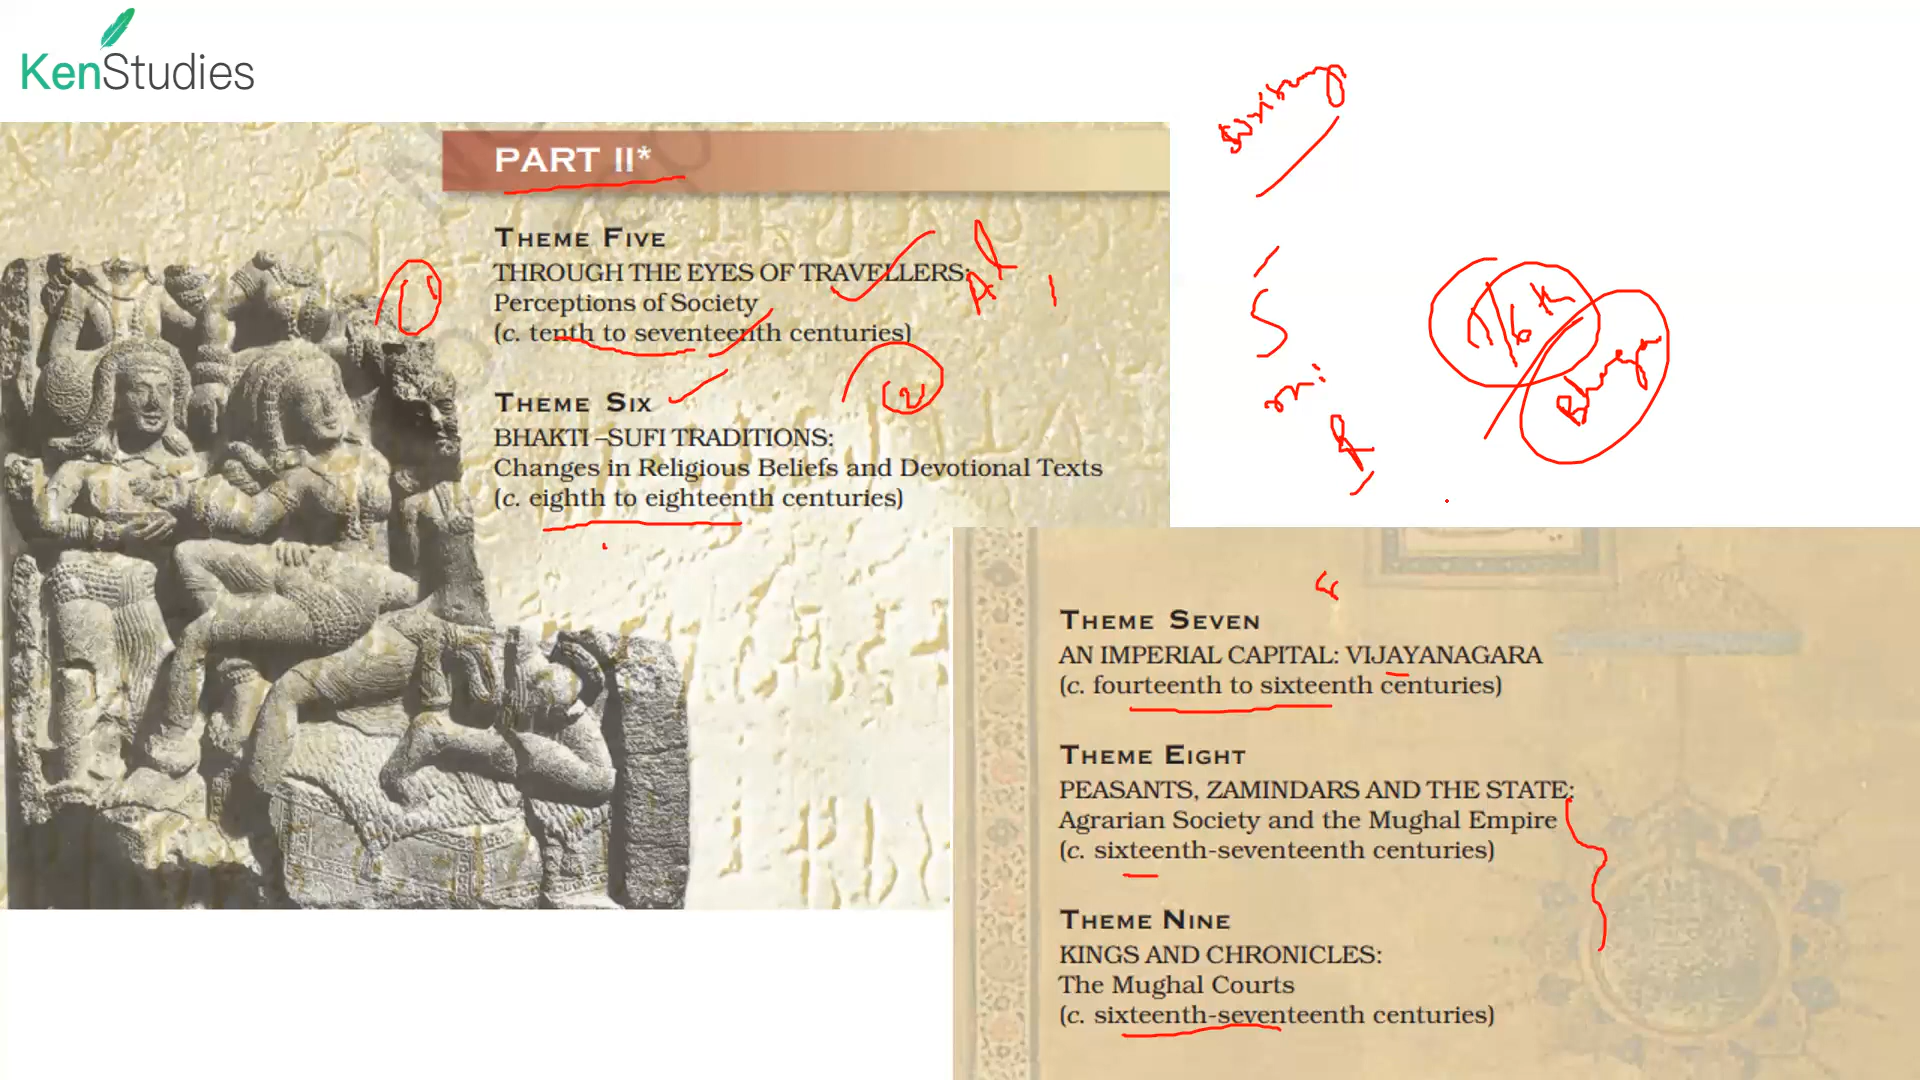 KenStudies
PART II*
THEME FIVE
THROUGH THE EYES OF TRAVELLERS:
Perceptions of Society
(c. tenth to seventeenth centuries)
THEME SIX
BHAKTI –SUFI TRADITIONS:
Changes in Religious Beliefs and Devotional Texts
(c. eighth to eighteenth centuries)
THEME SEVEN
AN IMPERIAL CAPITAL: VIJAYANAGARA
(c. fourteenth to sixteenth centuries)
THEME EIGHT
PEASANTS, ZAMINDARS AND THE STATE:
Agrarian Society and the Mughal Empire
(c. sixteenth-seventeenth centuries)
THEME NINE
KINGS AND CHRONICLES:
The Mughal Courts
(c. sixteenth-seventeenth centuries)